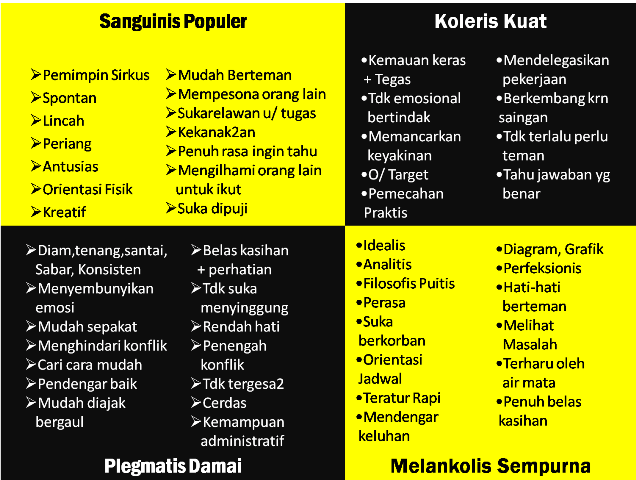 Sanguinis Populer
➢Pemimpin Sirkus
➢Spontan
➢Lincah
➢Periang
➢Antusias
➢Orientasi Fisik
➢Kreatif
➢Mudah Berteman
➢Mempesona orang lain
➢Sukarelawan u/ tugas
➢Kekanak2an
➢Penuh rasa ingin tahu
➢Mengilhami orang lain
untuk ikut
➢Suka dipuji
Koleris Kuat
•Kemauan keras
+ Tegas
•Tdk emosional
bertindak
•Memancarkan
keyakinan
•O/ Target
•Pemecahan
Praktis
•Mendelegasikan
pekerjaan
•Berkembang krn
saingan
•Tdk terlalu perlu
teman
•Tahu jawaban yg
benar
➢Diam,tenang,santai,
Sabar, Konsisten
➢Menyembunyikan
emosi
➢Mudah sepakat
➢Menghindari konflik
➢Cari cara mudah
➢Pendengar baik
➢Mudah diajak
bergaul
➢Belas kasihan
+ perhatian
➢Tdk suka
menyinggung
➢Rendah hati
➢Penengah
konflik
➢Tdk tergesa2
➢Cerdas
➢Kemampuan
administratif
Plegmatis Damai
•Idealis
•Analitis
•Filosofis Puitis
•Perasa
•Suka
berkorban
•Orientasi
Jadwal
•Teratur Rapi
•Mendengar
keluhan
•Diagram, Grafik
•Perfeksionis
•Hati-hati
berteman
•Melihat
Masalah
•Terharu oleh
air mata
•Penuh belas
kasihan
Melankolis Sempurna